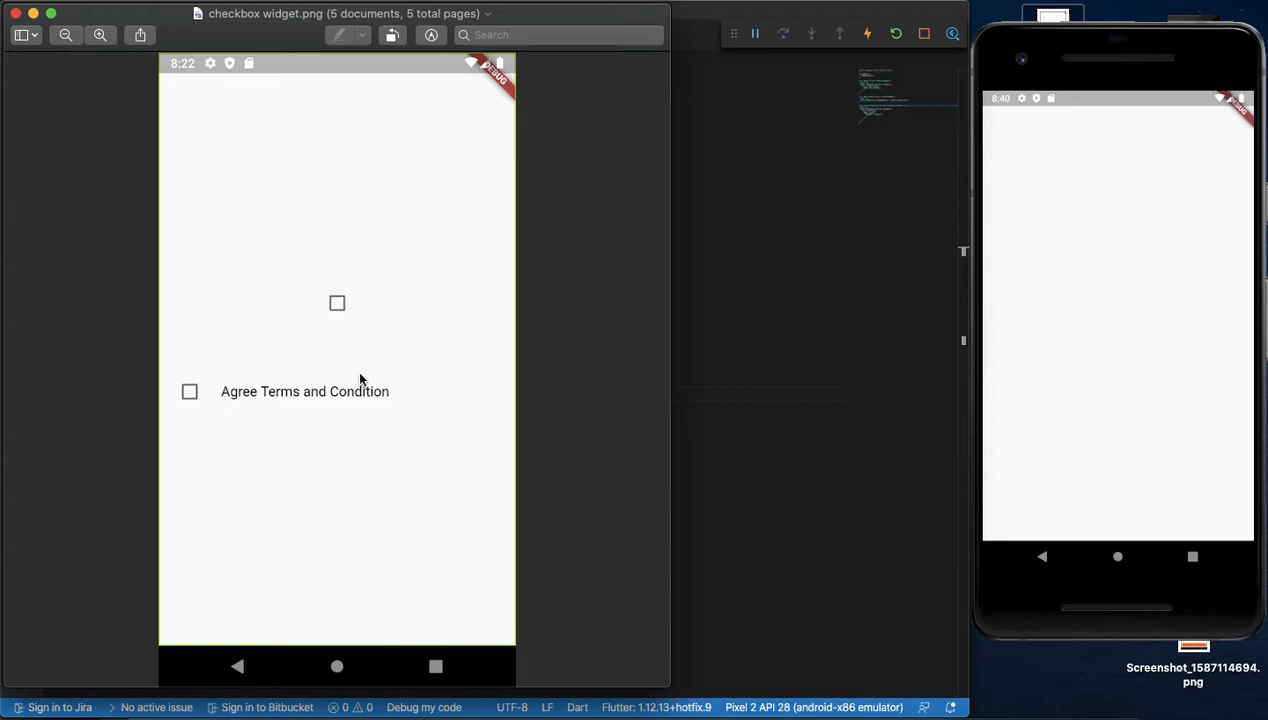 checkbox widget.png (5 documents, 5 total pages)
Search
8:22
DEBUG
Agree Terms and Condition
8:40
DEBUG
Screenshot_1587114694.
png
Sign in to Jira
No active issue
Sign in to Bitbucket
0
0
Debug my code
UTF-8
LF
Dart
Flutter: 1.12.13+hotfix.9
Pixel 2 API 28 (android-x86 emulator)